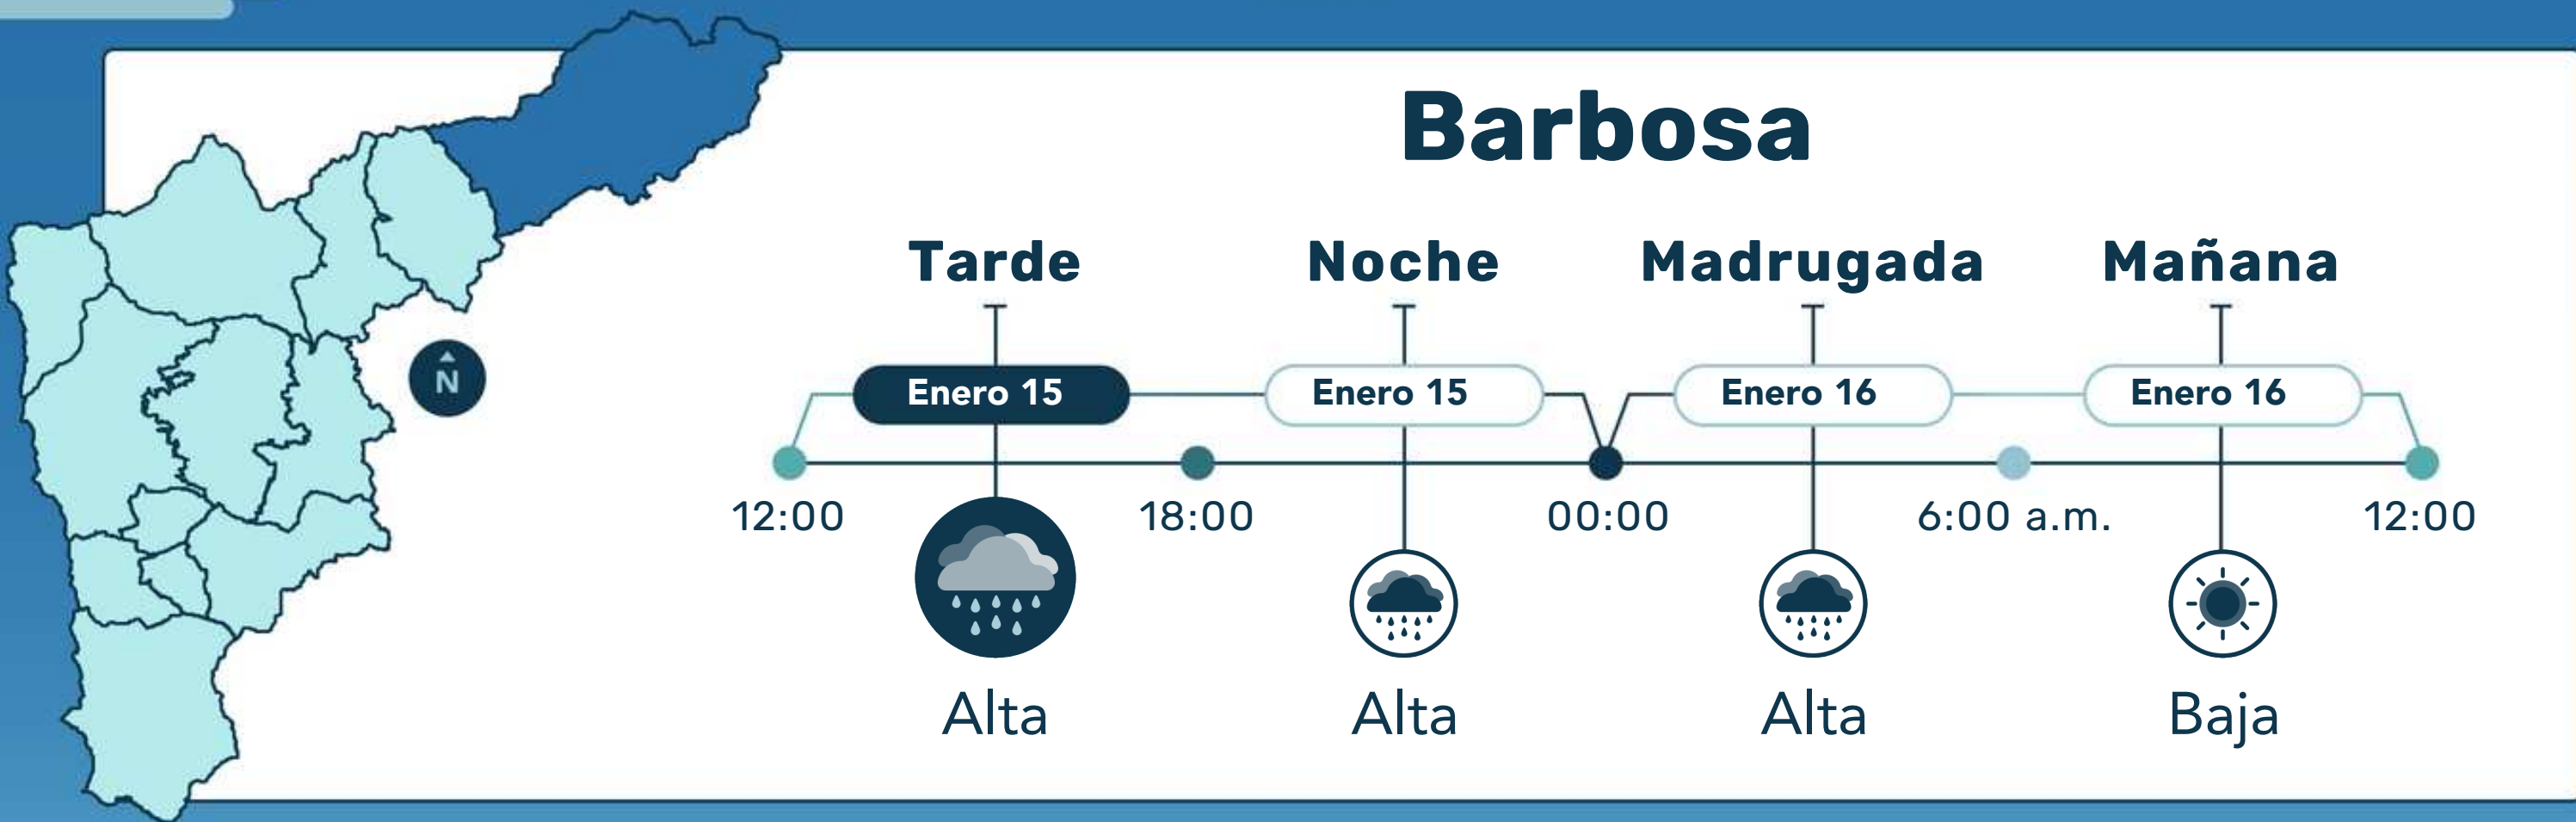 Barbosa
Tarde Noche Madrugada Mañana
Enero 15 Enero 15 Enero 16 Enero 16
N
12:00 18:00 00:00 6:00 a.m. 12:00
Alta Alta Alta Baja